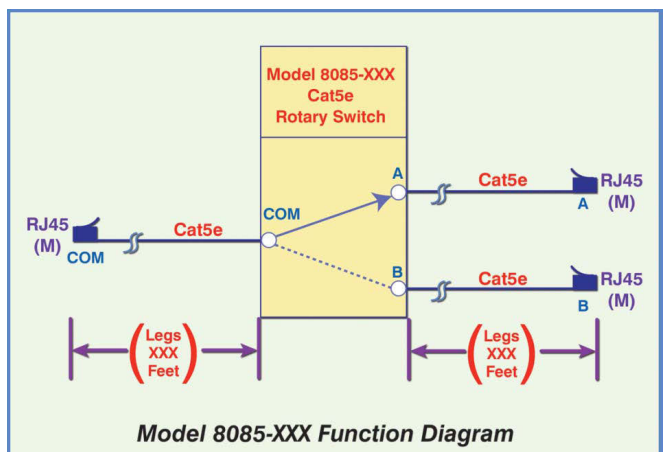 Model 8085-XXX
Cat5e
Rotary Switch
A
Cat5e
RJ45
(M)
A
COM
Cat5e
RJ45
(M)
COM
B
Cat5e
RJ45
(M)
B
(Legs
XXX
Feet)
(Legs
XXX
Feet)
Model 8085-XXX Function Diagram